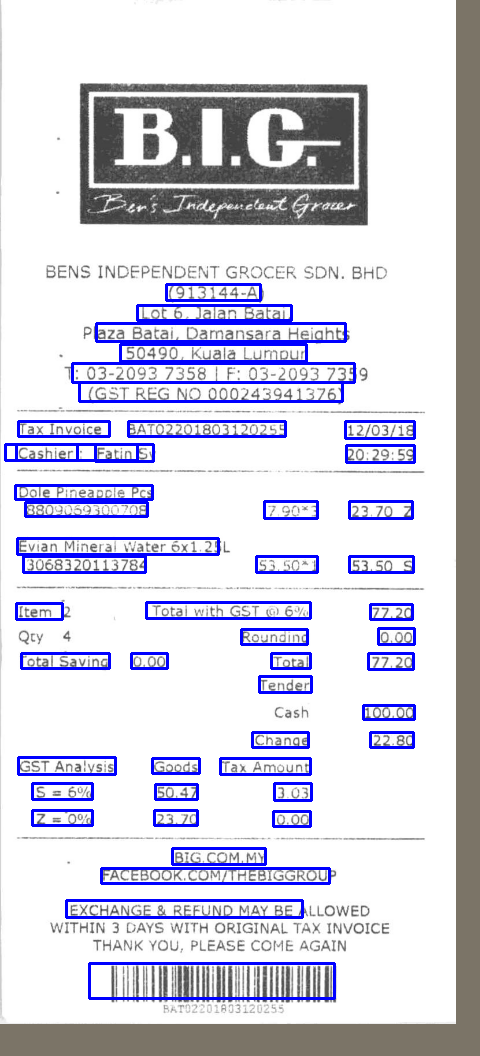 B.I.G.
Ben's Independent Grocer
BENS INDEPENDENT GROCER SDN. BHD
(913144-A)
Lot 6, Jalan Batai
Plaza Batai, Damansara Heights
50490, Kuala Lumpur
T: 03-2093 7358 | F: 03-2093 7359
(GST REG NO 000243941376)
Tax Invoice BAT02201803120255 12/03/18
Cashier : Fatin 20:29:59
Dole Pineapple Pcs
8809069300708 7.90*3 23.70 Z
Evian Mineral Water 6x1.25L
3068320113784 53.50*1 53.50 S
Item 2 Total with GST @ 6% 77.20
Qty 4 Rounding 0.00
Total Saving 0.00 Total 77.20
Tender
Cash 100.00
Change 22.80
GST Analysis Goods Tax Amount
S = 6% 50.47 3.03
Z = 0% 23.70 0.00
BIG.COM.MY
FACEBOOK.COM/THEBIGGROUP
EXCHANGE & REFUND MAY BE ALLOWED
WITHIN 3 DAYS WITH ORIGINAL TAX INVOICE
THANK YOU, PLEASE COME AGAIN
BAT02201803120255